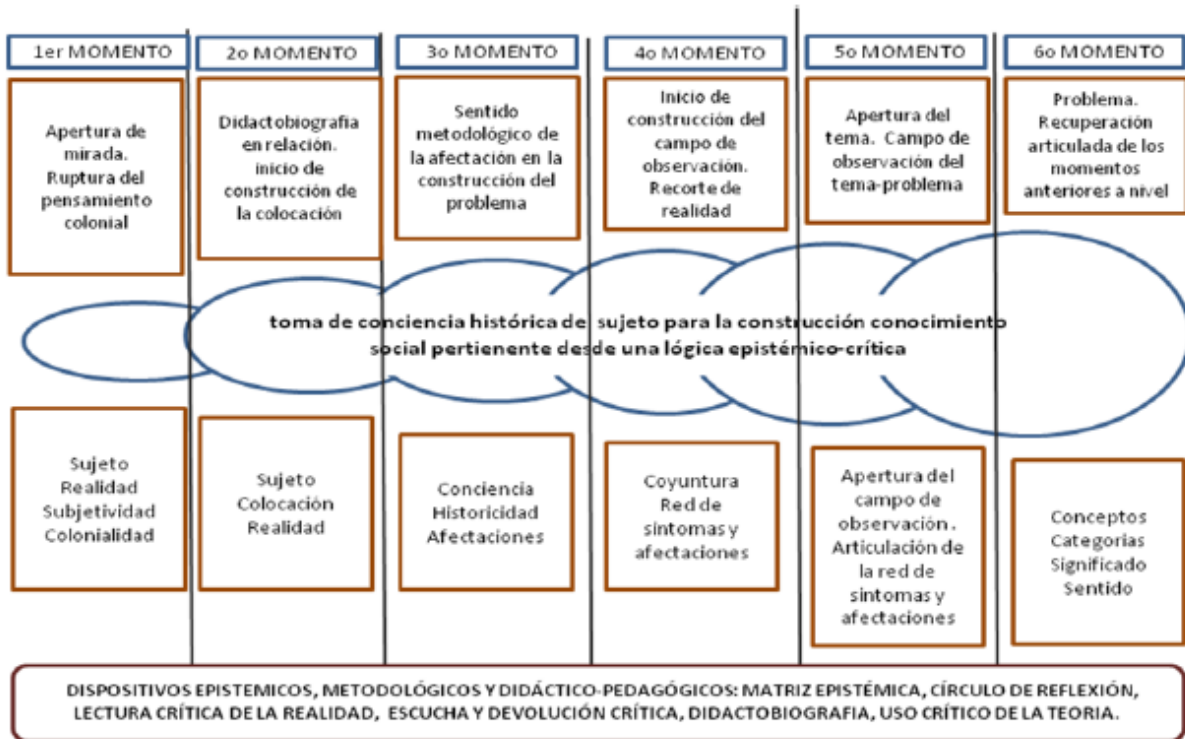 1er MOMENTO
2o MOMENTO
3o MOMENTO
4o MOMENTO
5o MOMENTO
6o MOMENTO
Apertura de
mirada.
Ruptura del
pensamiento
colonial
Didactobiografia
en relación.
inicio de
construcción de
la colocación
Sentido
metodológico de
la afectación en la
construcción del
problema
Inicio de
construcción del
campo de
observación.
Recorte de
realidad
Apertura del
tema. Campo de
observación del
tema-problema
Problema.
Recuperación
articulada de los
momentos
anteriores a nivel
toma de conciencia histórica de sujeto para la construcción conocimiento
social pertienente desde una lógica epistémico-crítica
Sujeto
Realidad
Subjetividad
Colonialidad
Sujeto
Colocación
Realidad
Conciencia
Historicidad
Afectaciones
Coyuntura
Red de
síntomas y
afectaciones
Apertura del
campo de
observación .
Articulación de
la red de
síntomas y
afectaciones
Conceptos
Categorías
Significado
Sentido
DISPOSITIVOS EPISTEMICOS, METODOLÓGICOS Y DIDÁCTICO-PEDAGÓGICOS: MATRIZ EPISTÉMICA, CÍRCULO DE REFLEXIÓN,
LECTURA CRÍTICA DE LA REALIDAD, ESCUCHA Y DEVOLUCIÓN CRÍTICA, DIDACTOBIOGRAFIA, USO CRÍTICO DE LA TEORIA.